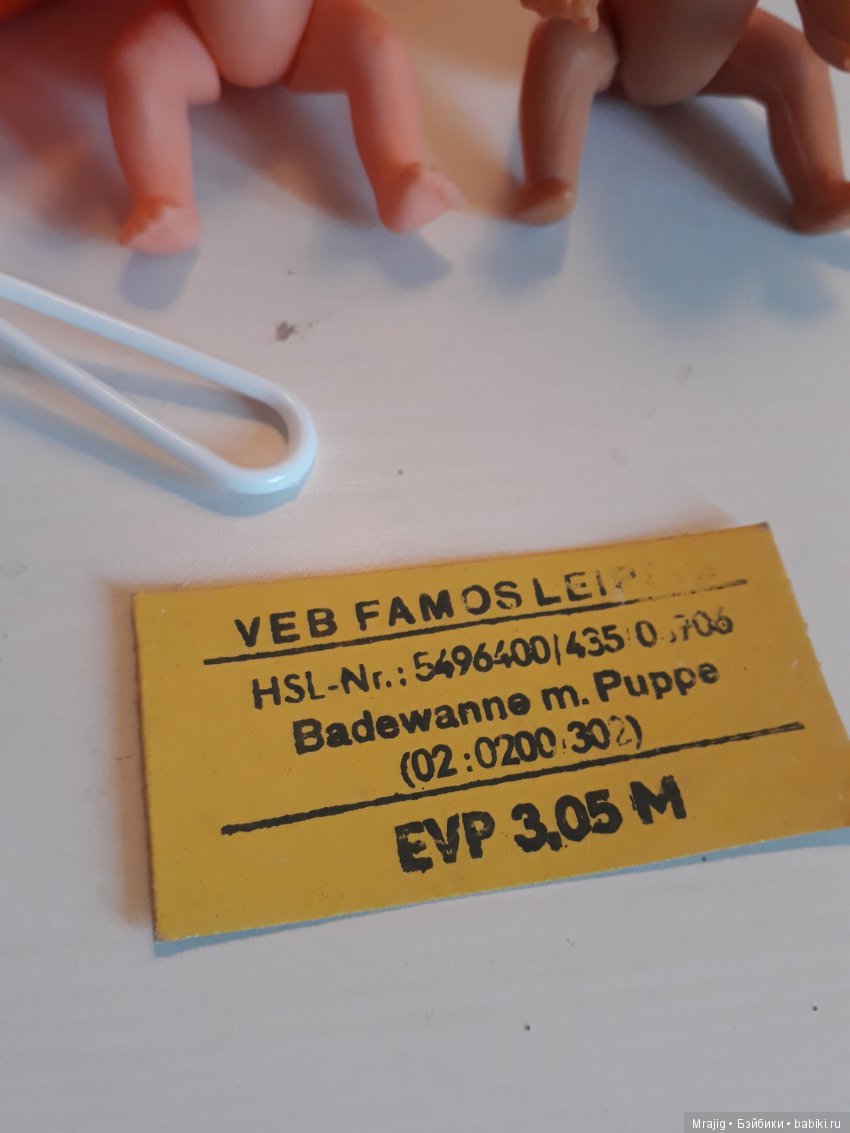 VEB FAMOS
HSL-Nr.: 5496400/435
Badewanne m. Puppe
(02:0200 302)
EVP 3,05 M
Mrajig • Бэйбики • babiki.ru